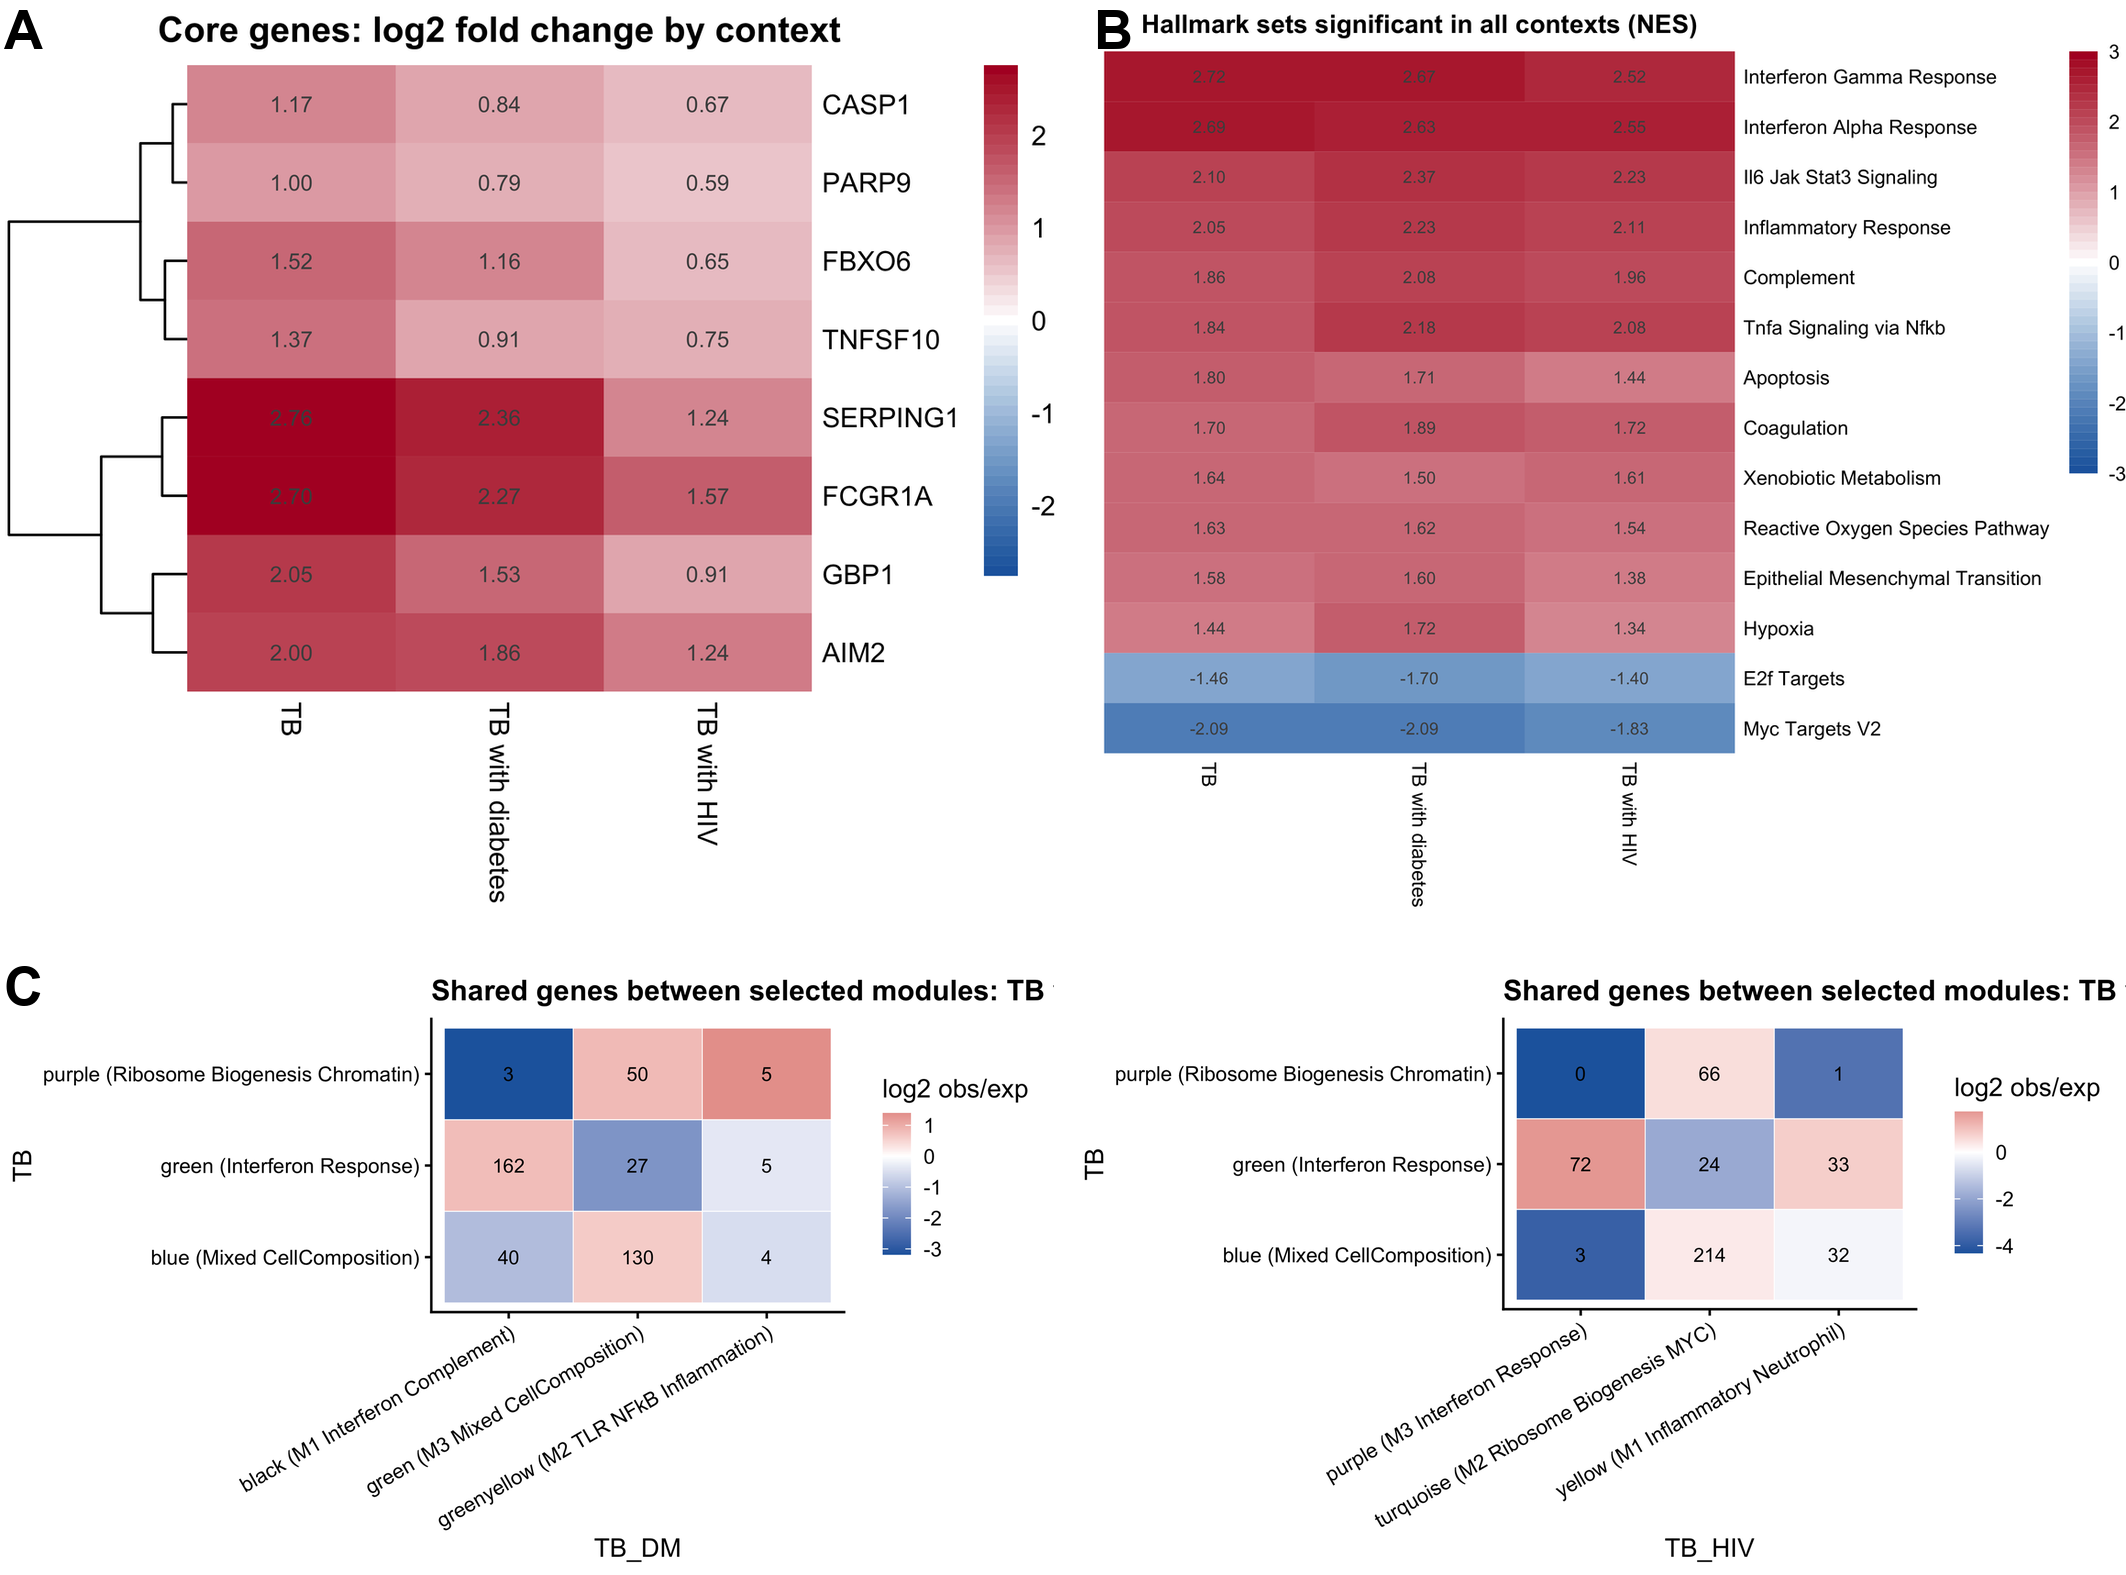 A
Core genes: log2 fold change by context
1.17 0.84 0.67 CASP1
1.00 0.79 0.59 PARP9
1.52 1.16 0.65 FBXO6
1.37 0.91 0.75 TNFSF10
2.76 2.36 1.24 SERPING1
2.70 2.27 1.57 FCGR1A
2.05 1.53 0.91 GBP1
2.00 1.86 1.24 AIM2
TB
TB with diabetes
TB with HIV
2
1
0
-1
-2
B
Hallmark sets significant in all contexts (NES)
2.72 2.67 2.52 Interferon Gamma Response
2.69 2.63 2.55 Interferon Alpha Response
2.10 2.37 2.23 Il6 Jak Stat3 Signaling
2.05 2.23 2.11 Inflammatory Response
1.86 2.08 1.96 Complement
1.84 2.18 2.08 Tnfa Signaling via Nfkb
1.80 1.71 1.44 Apoptosis
1.70 1.89 1.72 Coagulation
1.64 1.50 1.61 Xenobiotic Metabolism
1.63 1.62 1.54 Reactive Oxygen Species Pathway
1.58 1.60 1.38 Epithelial Mesenchymal Transition
1.44 1.72 1.34 Hypoxia
-1.46 -1.70 -1.40 E2f Targets
-2.09 -2.09 -1.83 Myc Targets V2
TB
TB with diabetes
TB with HIV
3
2
1
0
-1
-2
-3
C
Shared genes between selected modules: TB
TB
purple (Ribosome Biogenesis Chromatin) 3 50 5
green (Interferon Response) 162 27 5
blue (Mixed CellComposition) 40 130 4
black (M1 Interferon Complement)
green (M3 Mixed CellComposition)
greenyellow (M2 TLR NFkB Inflammation)
TB_DM
log2 obs/exp
1
0
-1
-2
-3
Shared genes between selected modules: TB
TB
purple (Ribosome Biogenesis Chromatin) 0 66 1
green (Interferon Response) 72 24 33
blue (Mixed CellComposition) 3 214 32
purple (M3 Interferon Response)
turquoise (M2 Ribosome Biogenesis MYC)
yellow (M1 Inflammatory Neutrophil)
TB_HIV
log2 obs/exp
0
-2
-4